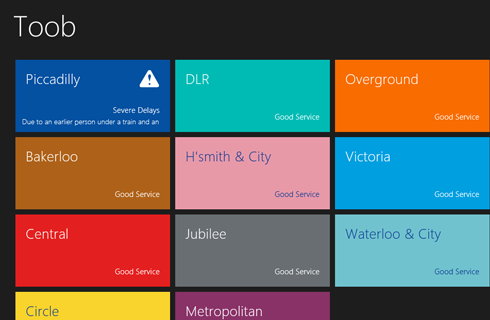 Toob
Piccadilly
Severe Delays
Due to an earlier person under a train and an
DLR
Good Service
Overground
Good Service
Bakerloo
Good Service
H'smith & City
Good Service
Victoria
Good Service
Central
Good Service
Jubilee
Good Service
Waterloo & City
Good Service
Circle
Metropolitan